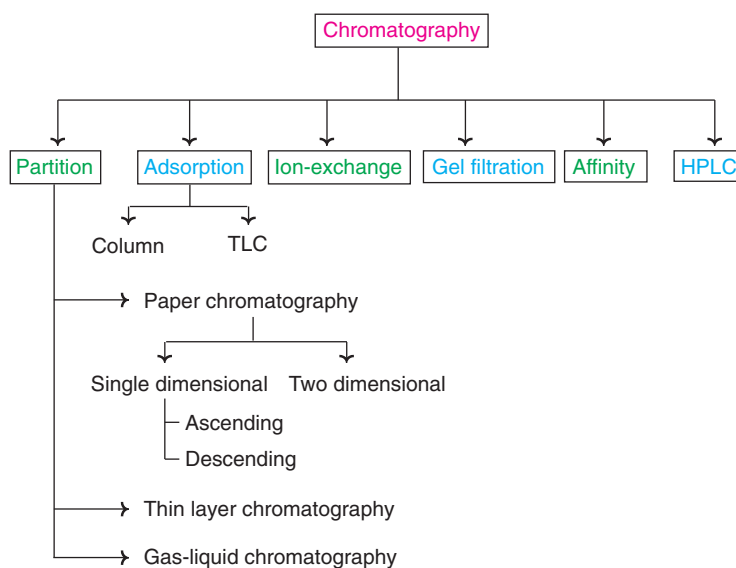 Chromatography
Partition Adsorption Ion-exchange Gel filtration Affinity HPLC
Column TLC
Paper chromatography
Single dimensional Two dimensional
Ascending
Descending
Thin layer chromatography
Gas-liquid chromatography